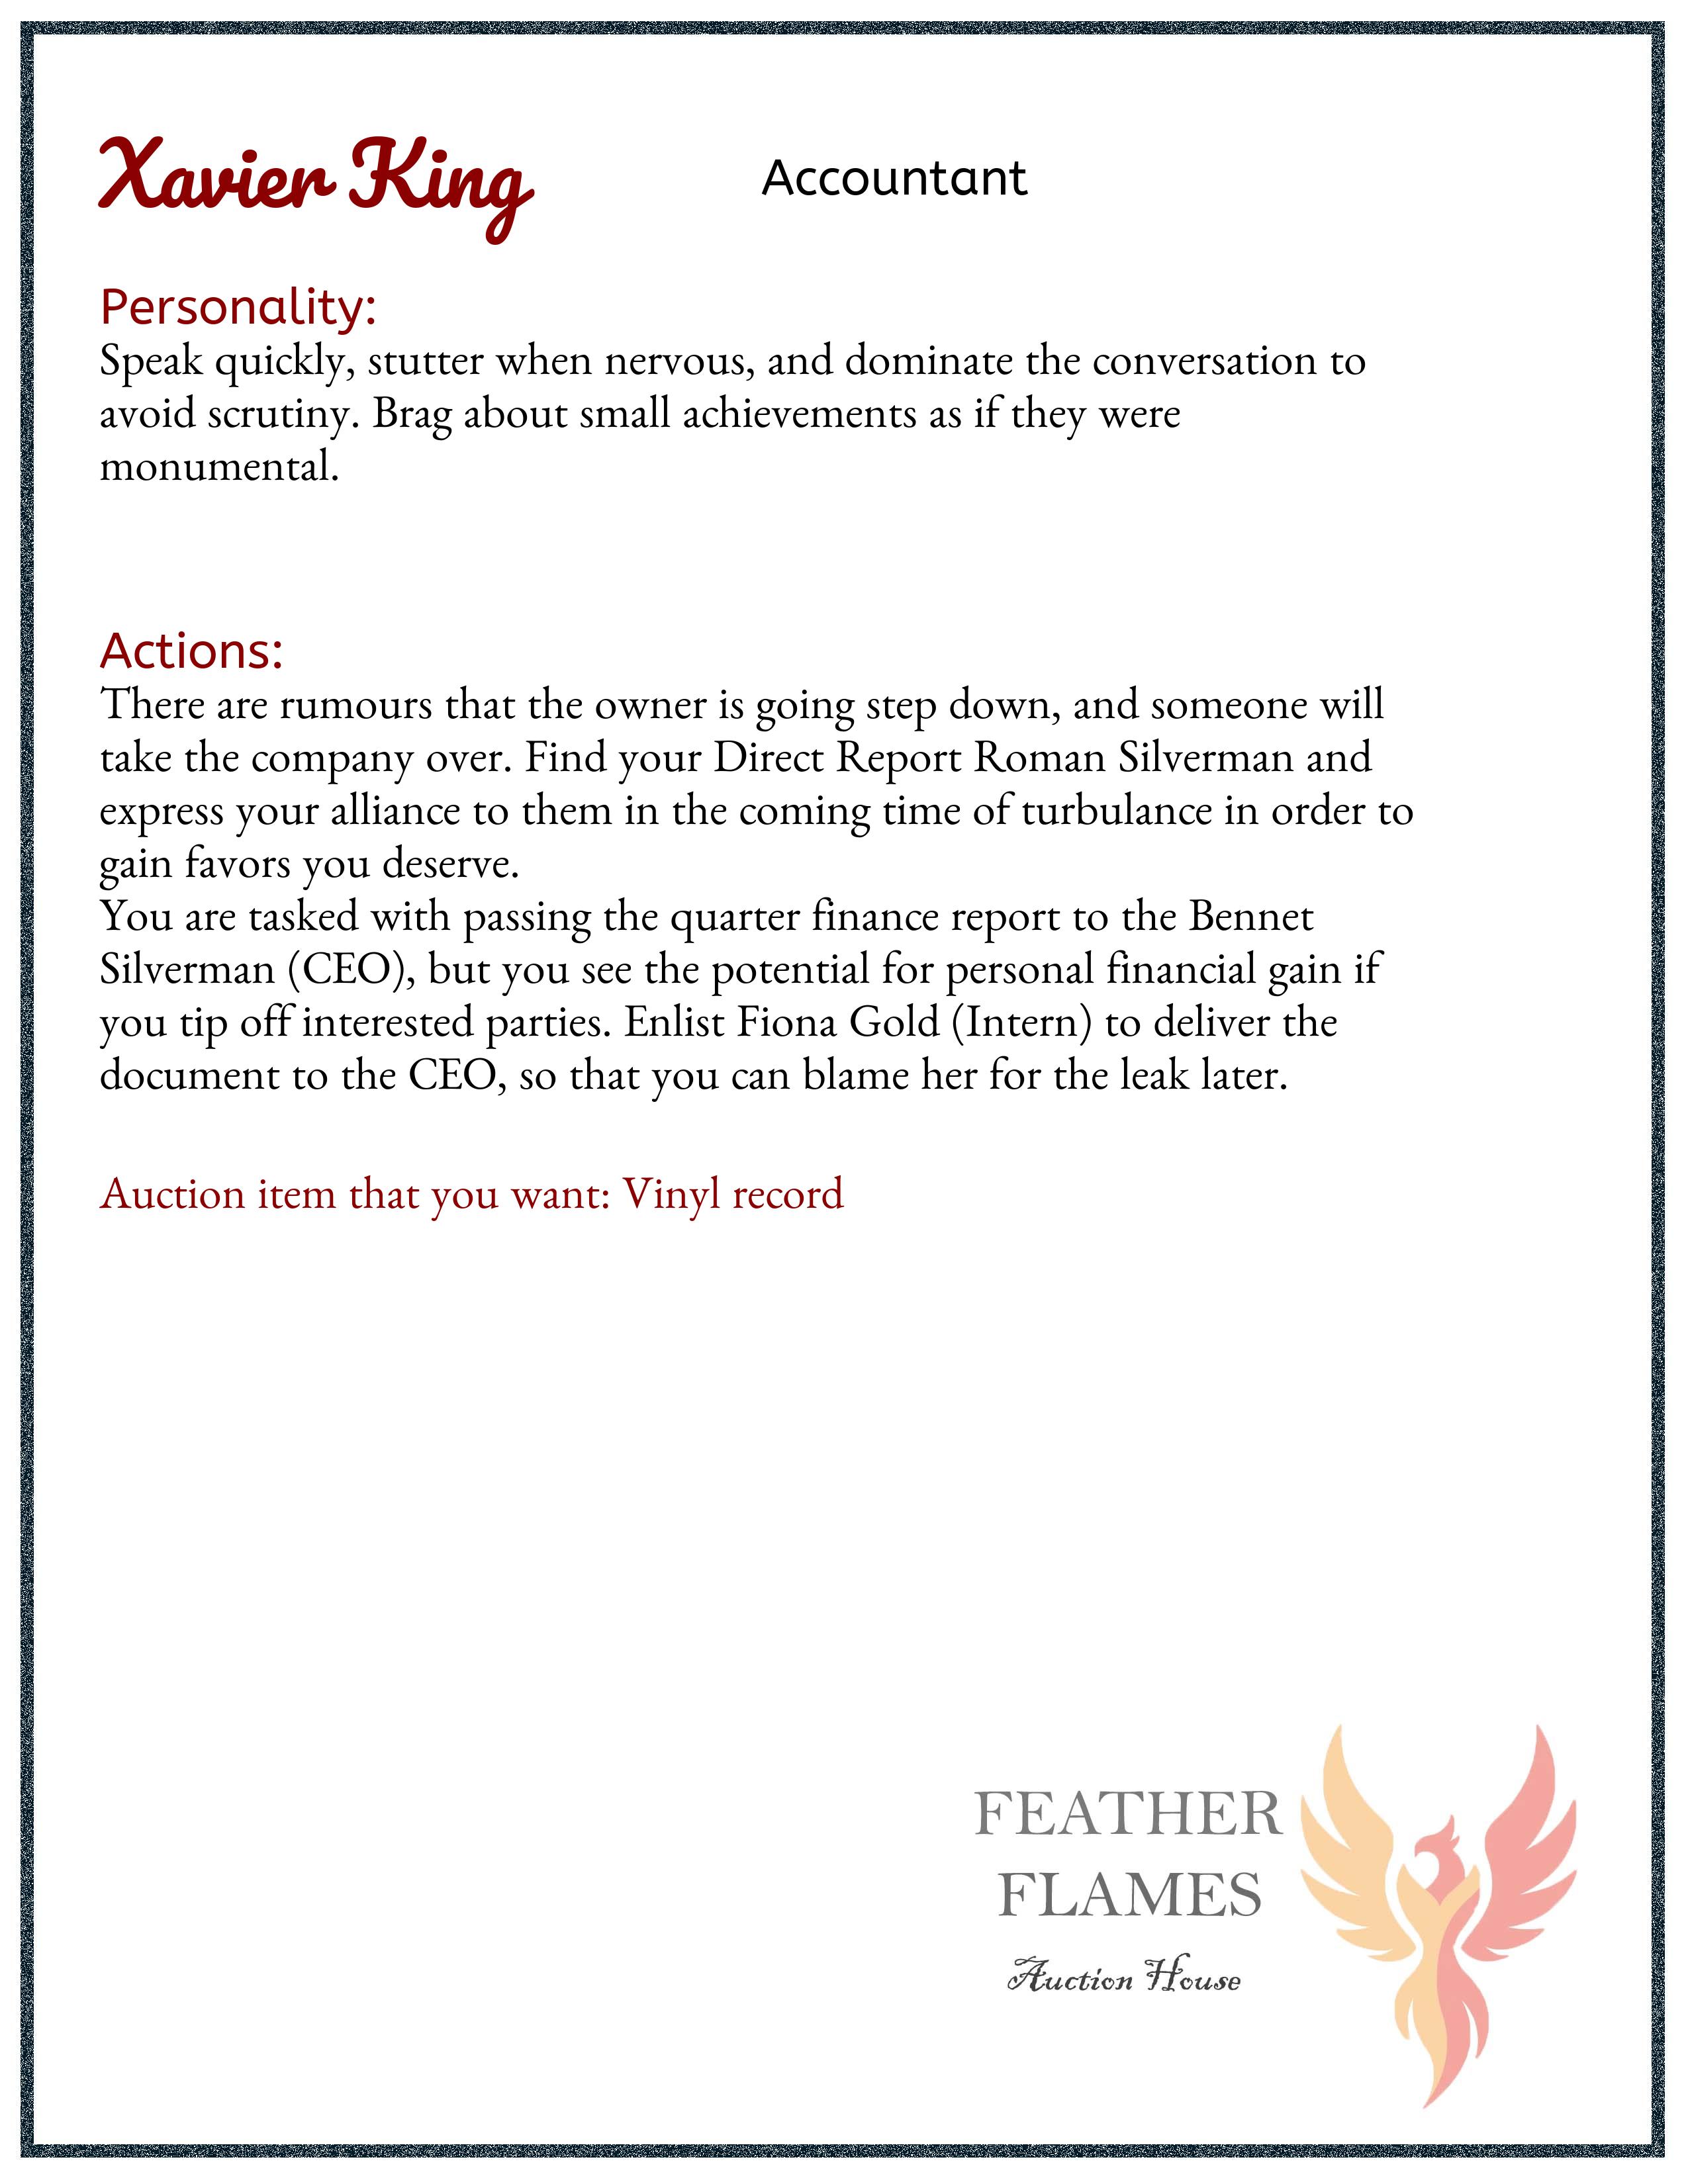 Xavier King
Accountant
Personality:
Speak quickly, stutter when nervous, and dominate the conversation to
avoid scrutiny. Brag about small achievements as if they were
monumental.
Actions:
There are rumours that the owner is going step down, and someone will
take the company over. Find your Direct Report Roman Silverman and
express your alliance to them in the coming time of turbulance in order to
gain favors you deserve.
You are tasked with passing the quarter finance report to the Bennet
Silverman (CEO), but you see the potential for personal financial gain if
you tip off interested parties. Enlist Fiona Gold (Intern) to deliver the
document to the CEO, so that you can blame her for the leak later.
Auction item that you want: Vinyl record
FEATHER
FLAMES
Auction House